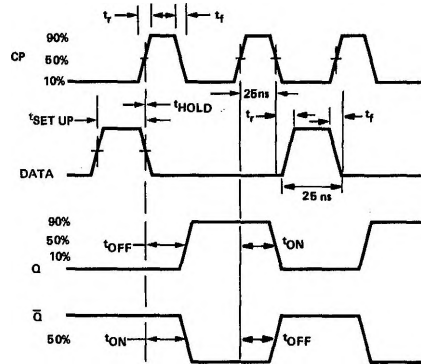 tr tf
90%
CP 50%
10%
25ns
tHOLD
tSET UP
tr tf
DATA
25 ns
90%
50%
tOFF tON
10%
Q
Q̅
50%
tON tOFF